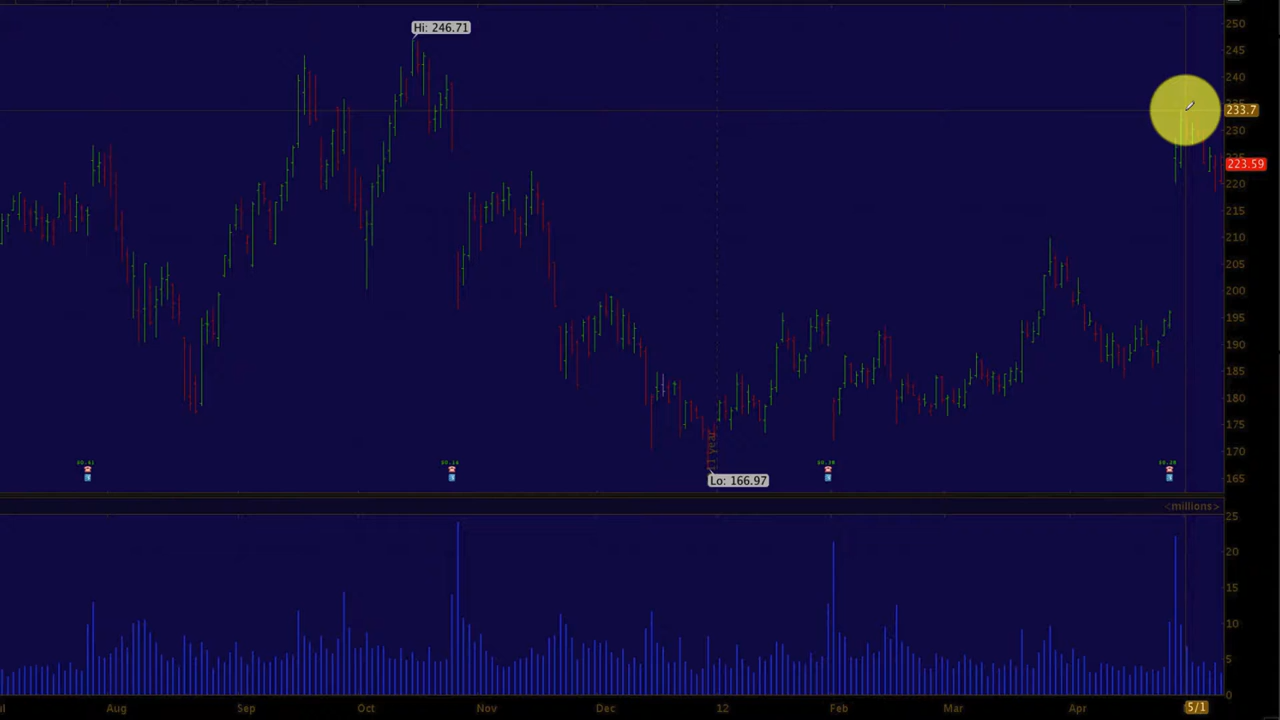 Hi: 246.71
250
245
240
233.7
230
223.59
220
215
210
205
200
195
190
185
180
175
170
165
1 year
Lo: 166.97
<millions>
25
20
15
10
5
0
Aug
Sep
Oct
Nov
Dec
12
Feb
Mar
Apr
5/1